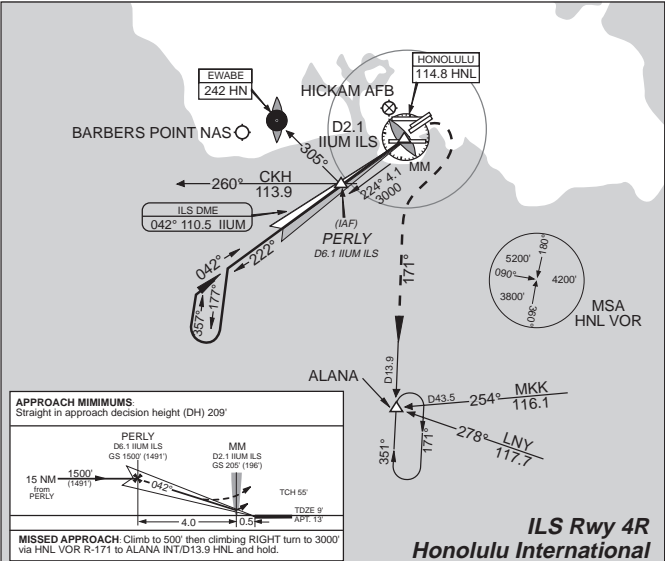 EWABE
242 HN
HONOLULU
114.8 HNL
HICKAM AFB
BARBERS POINT NAS
D2.1
IIUM ILS
MM
305°
260°
CKH
113.9
224° 4.1
3000
ILS DME
042° 110.5 IIUM
(IAF)
PERLY
D6.1 IIUM ILS
042°
222°
357°
177°
171°
5200'
180°
090°
4200'
3800'
360°
MSA
HNL VOR
D13.9
ALANA
D43.5
254°
MKK
116.1
278°
LNY
117.7
351°
171°
APPROACH MIMIMUMS:
Straight in approach decision height (DH) 209'
PERLY
D6.1 IIUM ILS
GS 1500' (1491')
MM
D2.1 IIUM ILS
GS 205' (196')
15 NM
from
PERLY
1500'
(1491')
042°
TCH 55'
TDZE 9'
APT. 13'
4.0
0.5
MISSED APPROACH: Climb to 500' then climbing RIGHT turn to 3000'
via HNL VOR R-171 to ALANA INT/D13.9 HNL and hold.
ILS Rwy 4R
Honolulu International